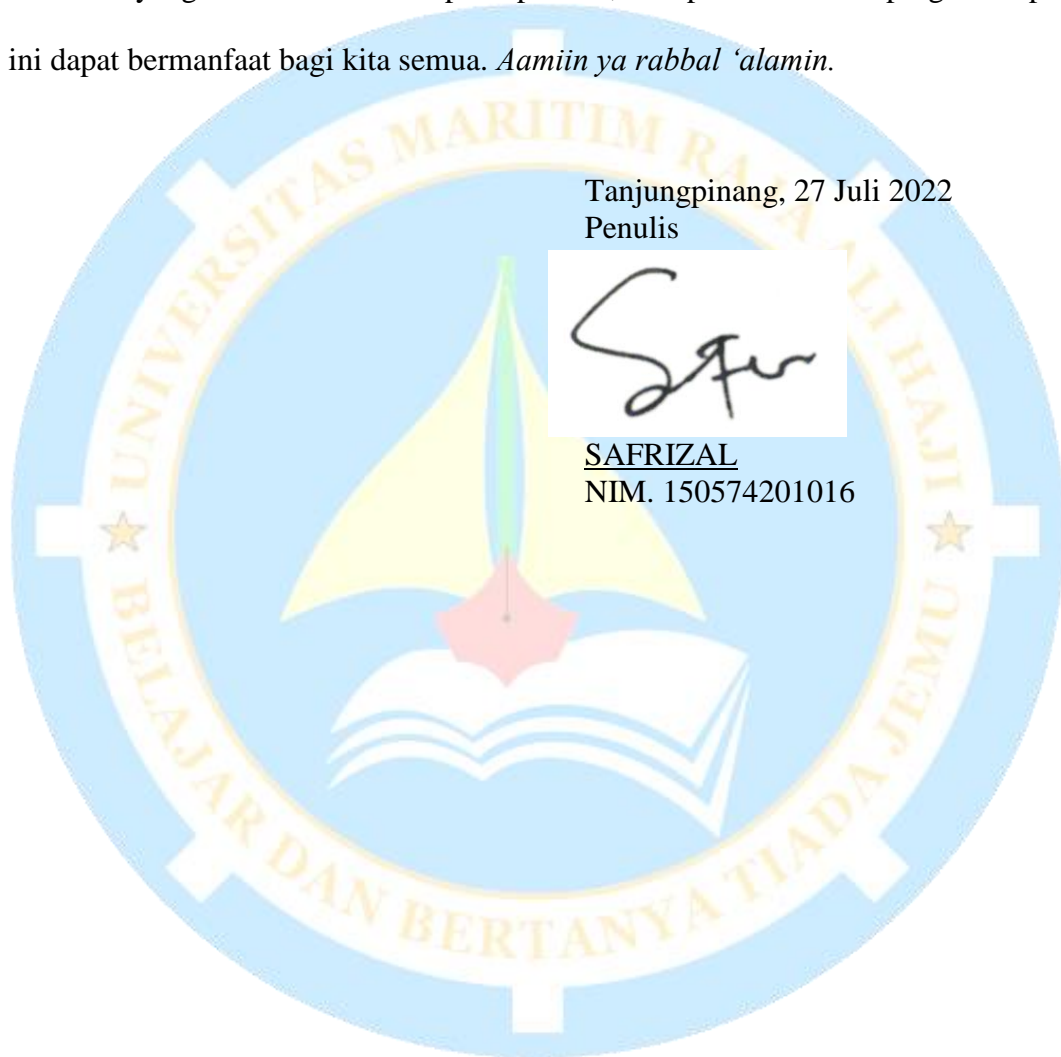 ini dapat bermanfaat bagi kita semua. Aamiin ya rabbal ‘alamin.
UNIVERSITAS MARITIM RAJA ALI HAJI
Tanjungpinang, 27 Juli 2022
Penulis
SAFRIZAL
NIM. 150574201016
BELAJAR DAN BERTANYA TIADA JEMU